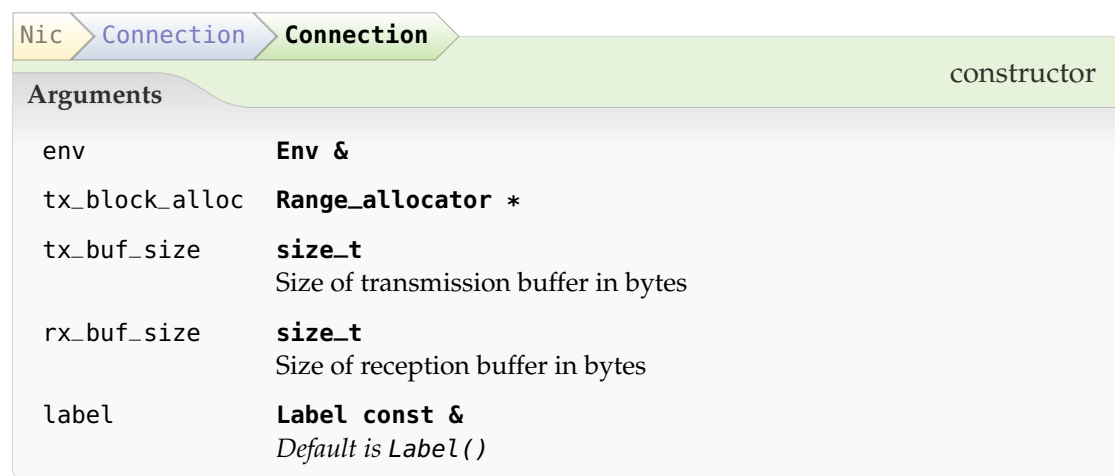 Nic Connection Connection
constructor
Arguments
env Env &
tx_block_alloc Range_allocator *
tx_buf_size size_t
Size of transmission buffer in bytes
rx_buf_size size_t
Size of reception buffer in bytes
label Label const &
Default is Label()